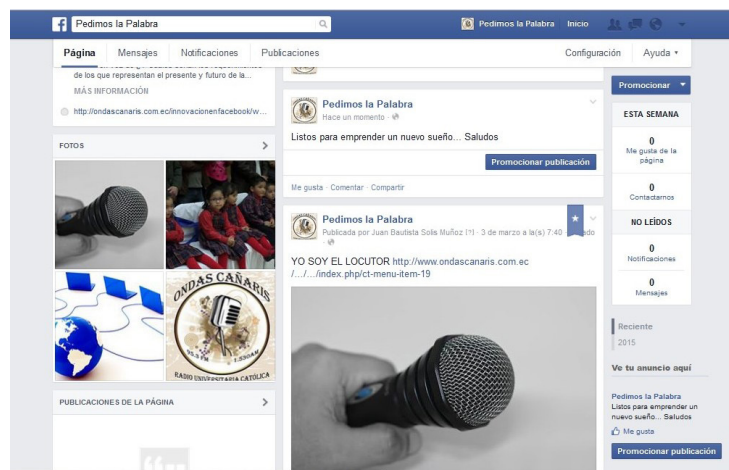 Pedimos la Palabra
Pedimos la Palabra Inicio
Página Mensajes Notificaciones Publicaciones Configuración Ayuda
de los que representan el presente y futuro de la...
MÁS INFORMACIÓN
http://ondascanaris.com.ec/innovacionenfacebook/w...
FOTOS
ONDAS CAÑARIS
95.3 FM 1.530AM
RADIO UNIVERSITARIA CATÓLICA
PUBLICACIONES DE LA PÁGINA
Pedimos la Palabra
Hace un momento ·
Listos para emprender un nuevo sueño... Saludos
Promocionar publicación
Me gusta · Comentar · Compartir
Pedimos la Palabra
Publicada por Juan Bautista Solis Muñoz [?] · 3 de marzo a la(s) 7:40 ·
YO SOY EL LOCUTOR http://www.ondascanaris.com.ec
/.../.../index.php/ct-menu-item-19
Promocionar
ESTA SEMANA
0
Me gusta de la
página
0
Contactarnos
NO LEÍDOS
0
Notificaciones
0
Mensajes
Reciente
2015
Ve tu anuncio aquí
Pedimos la Palabra
Listos para emprender un
nuevo sueño... Saludos
Me gusta
Promocionar publicación